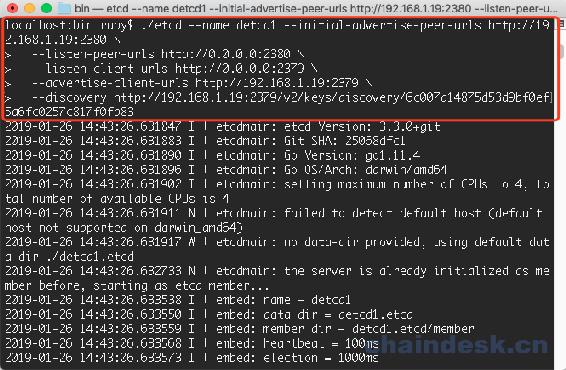 bin — etcd --name detcd1 --initial-advertise-peer-urls http://192.168.1.19:2380 --listen-peer-u...
localhost:bin ruby$ ./etcd --name detcd1 --initial-advertise-peer-urls http://19
2.168.1.19:2380 \
> --listen-peer-urls http://0.0.0.0:2380 \
> --listen-client-urls http://0.0.0.0:2379 \
> --advertise-client-urls http://192.168.1.19:2379 \
> --discovery http://192.168.1.19:2379/v2/keys/discovery/
2019-01-26 14:43:26.631847 I | etcdmain: etcd Version: 3.3.0+git
2019-01-26 14:43:26.631883 I | etcdmain: Git SHA:
2019-01-26 14:43:26.631890 I | etcdmain: Go Version: go1.11.4
2019-01-26 14:43:26.631896 I | etcdmain: Go OS/Arch: darwin/amd64
2019-01-26 14:43:26.631902 I | etcdmain: setting maximum number of CPUs to 4, to
tal number of available CPUs is 4
2019-01-26 14:43:26.631911 N | etcdmain: failed to detect default host (default
host not supported on darwin_amd64)
2019-01-26 14:43:26.631917 W | etcdmain: no data-dir provided, using default dat
a dir ./detcd1.etcd
2019-01-26 14:43:26.632733 N | etcdmain: the server is already initialized as me
mber before, starting as etcd member...
2019-01-26 14:43:26.633538 I | embed: name = detcd1
2019-01-26 14:43:26.633550 I | embed: data dir = detcd1.etcd
2019-01-26 14:43:26.633559 I | embed: member dir = detcd1.etcd/member
2019-01-26 14:43:26.633568 I | embed: heartbeat = 100ms
2019-01-26 14:43:26.633573 I | embed: election = 1000ms
chaindesk.cn